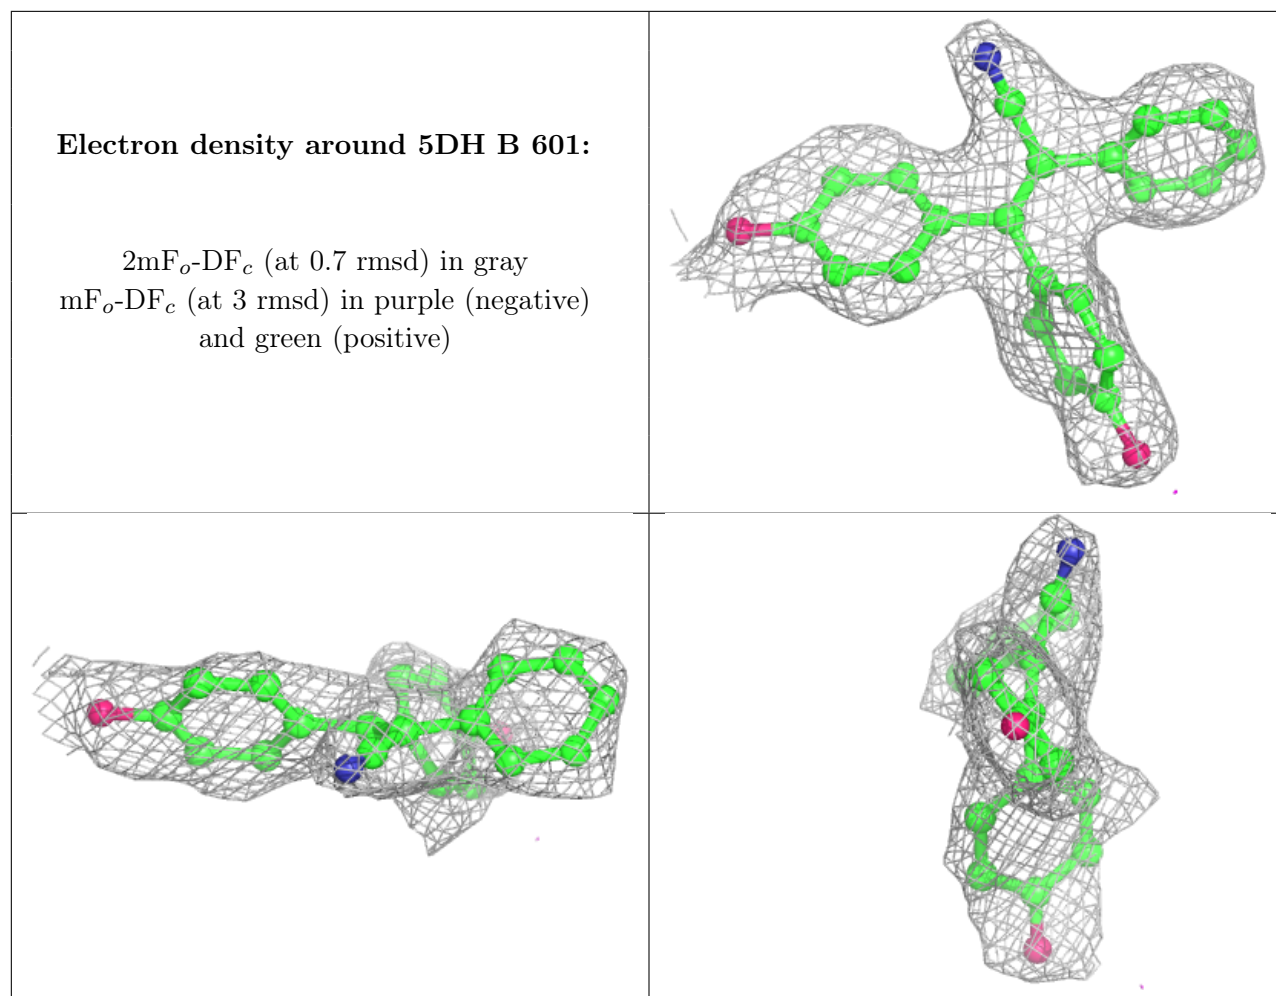 Electron density around 5DH B 601:
2mFo-DFc (at 0.7 rmsd) in gray
mFo-DFc (at 3 rmsd) in purple (negative)
and green (positive)